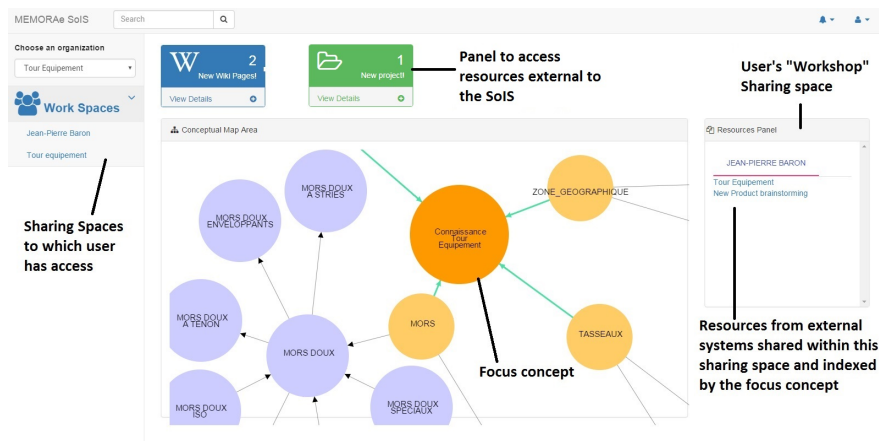 MEMORAe SoIS
Search
Choose an organization
Tour Equipement
Work Spaces
Jean-Pierre Baron
Tour equipement
Sharing Spaces
to which user
has access
W
2
New Wiki Pages!
View Details
1
New project!
View Details
Panel to access
resources external to
the SoIS
User's "Workshop"
Sharing space
Conceptual Map Area
MORS DOUX
A STRIES
MORS DOUX
ENVELOPPANTS
MORS DOUX
A TENON
MORS DOUX
MORS DOUX
ISO
MORS DOUX
SPECIAUX
MORS
Connaissance
Tour
Equipement
ZONE_GEOGRAPHIQUE
TASSEAUX
Focus concept
Resources Panel
JEAN-PIERRE BARON
Tour Equipement
New Product brainstorming
Resources from external
systems shared within this
sharing space and indexed
by the focus concept